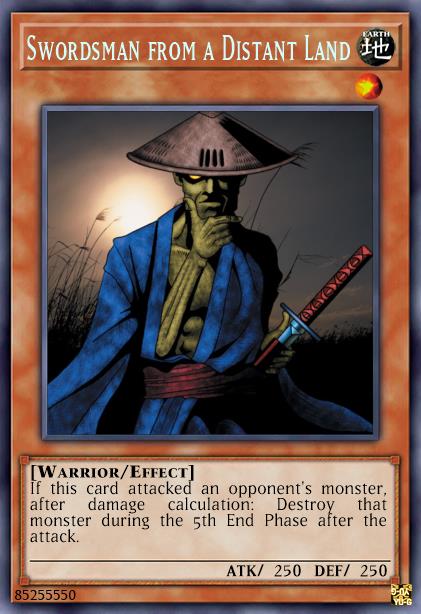 SWORDSMAN FROM A DISTANT LAND
EARTH
地
[WARRIOR/EFFECT]
If this card attacked an opponent's monster,
after damage calculation: Destroy that
monster during the 5th End Phase after the
attack.
ATK/ 250 DEF/ 250
85255550